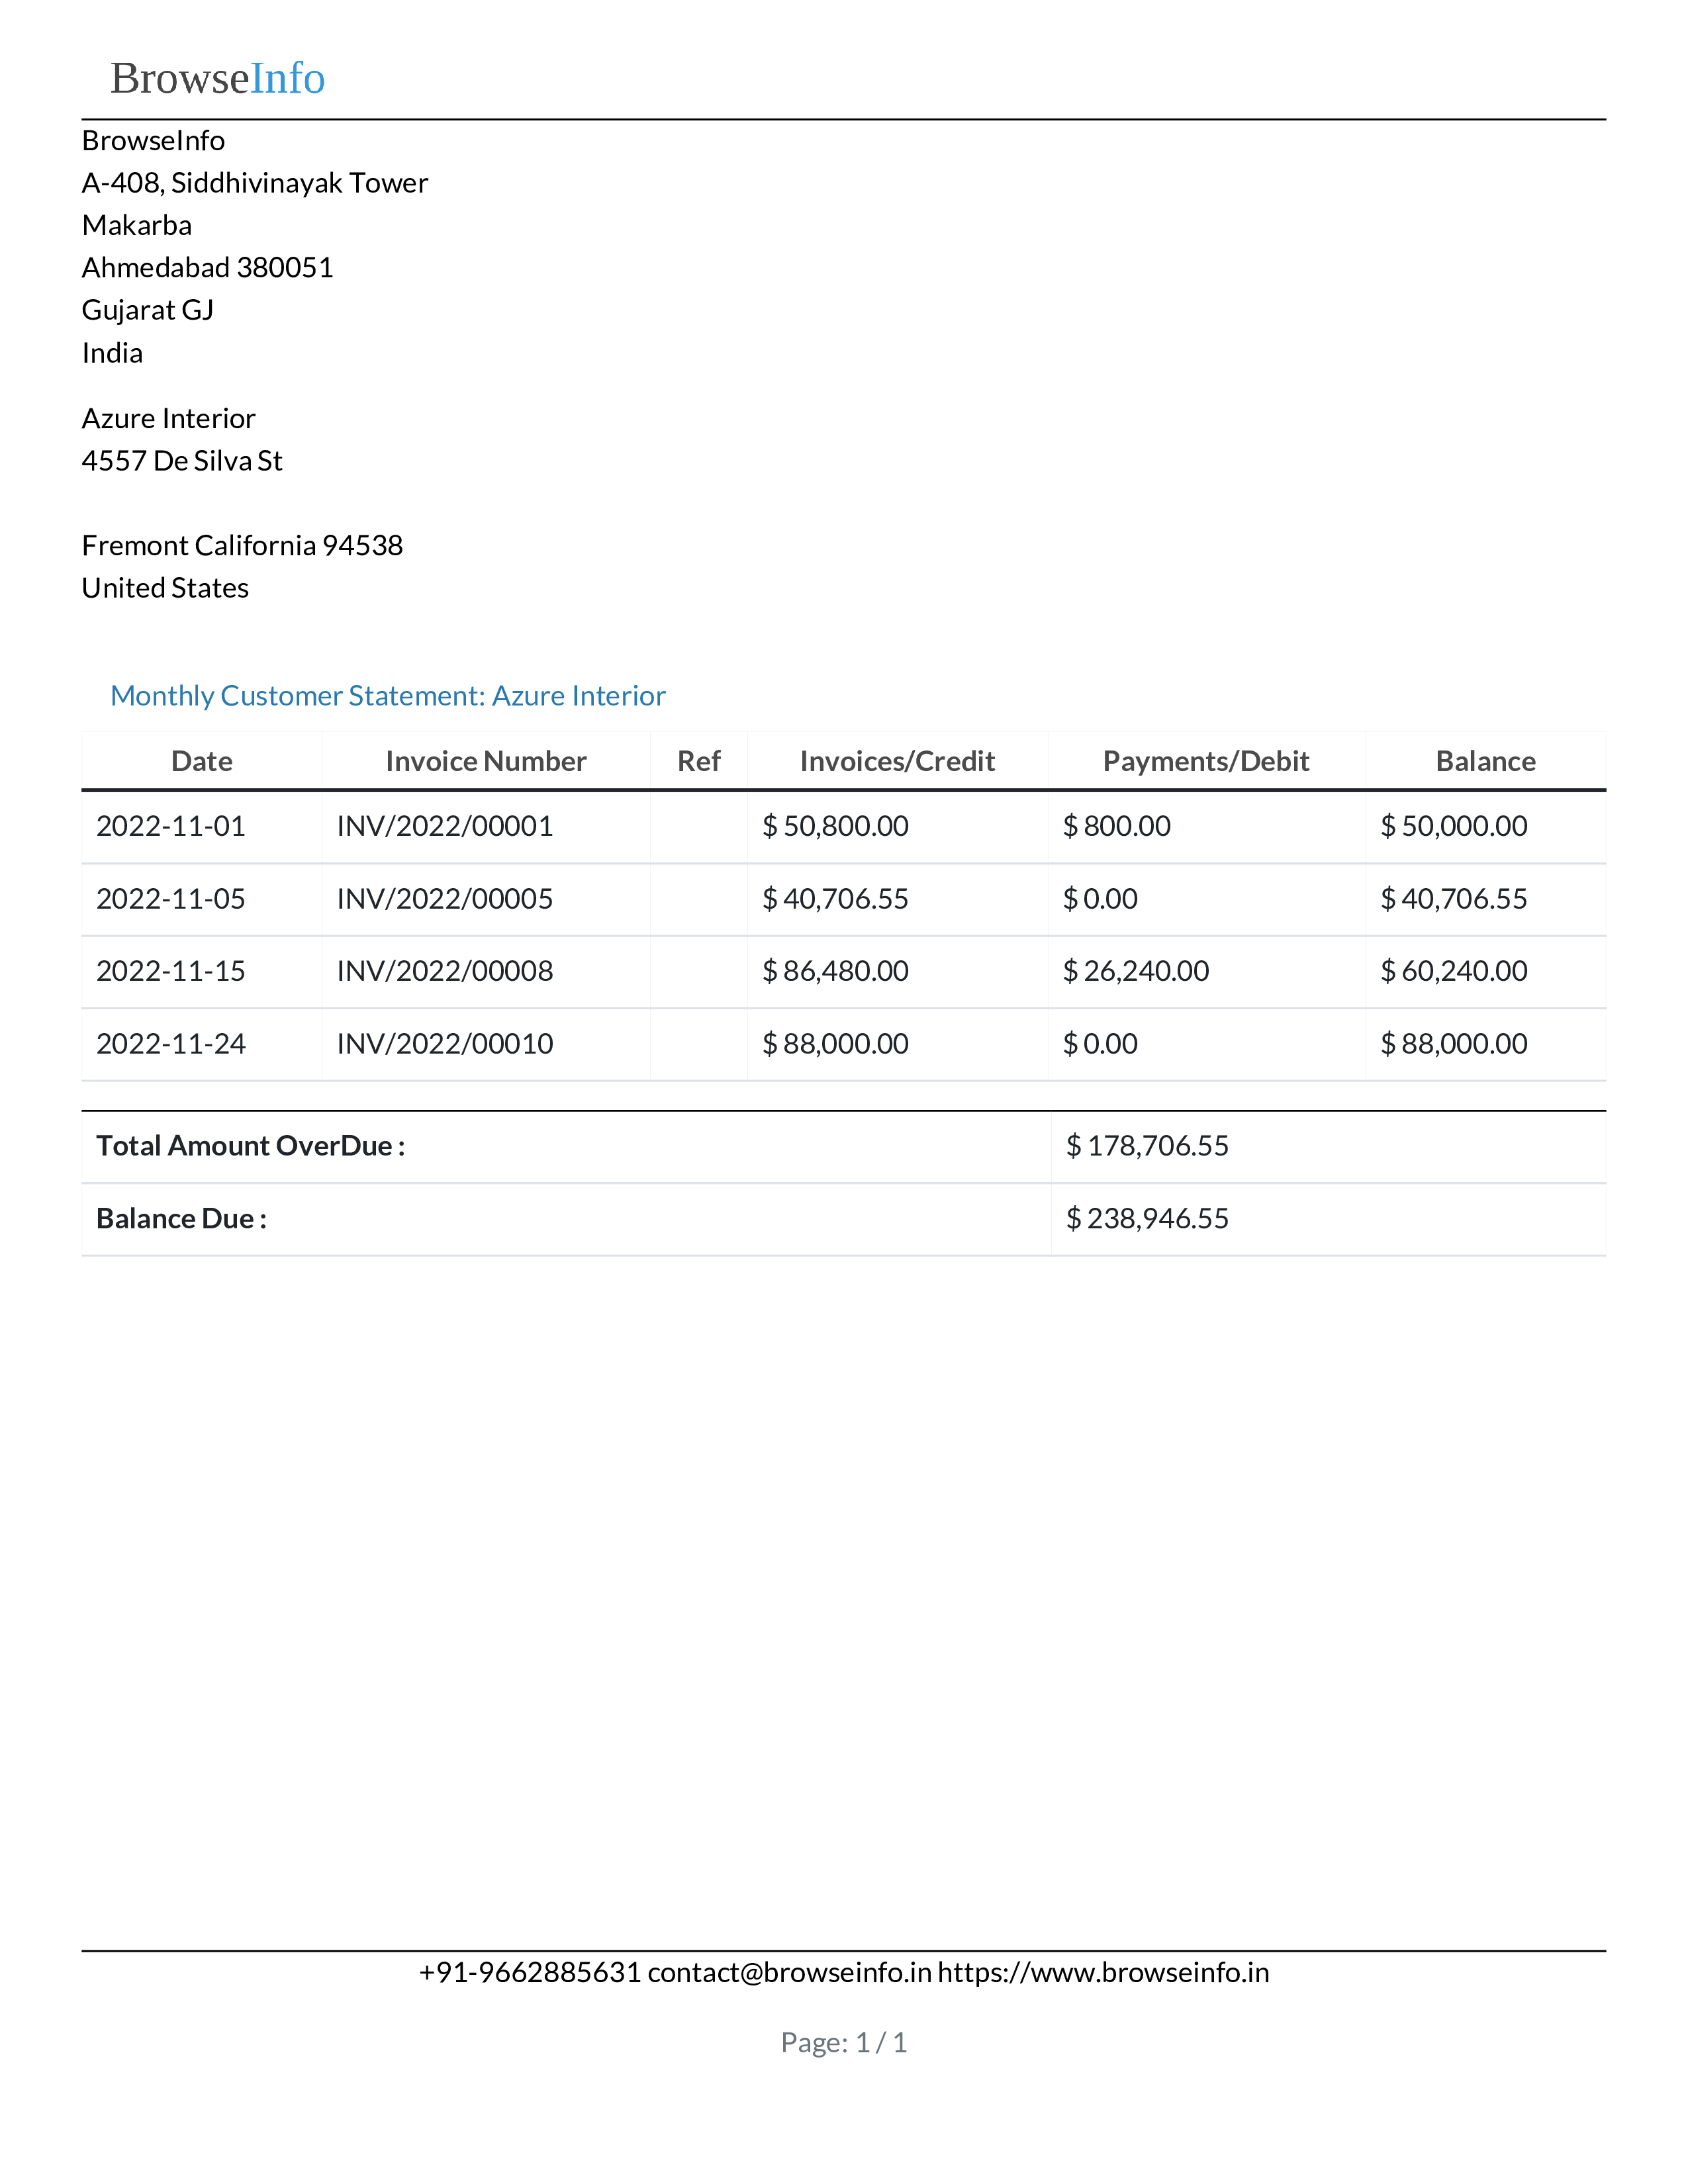 BrowseInfo
BrowseInfo
A-408, Siddhivinayak Tower
Makarba
Ahmedabad 380051
Gujarat GJ
India
Azure Interior
4557 De Silva St
Fremont California 94538
United States
Monthly Customer Statement: Azure Interior
Date Invoice Number Ref Invoices/Credit Payments/Debit Balance
2022-11-01 INV/2022/00001 $ 50,800.00 $ 800.00 $ 50,000.00
2022-11-05 INV/2022/00005 $ 40,706.55 $ 0.00 $ 40,706.55
2022-11-15 INV/2022/00008 $ 86,480.00 $ 26,240.00 $ 60,240.00
2022-11-24 INV/2022/00010 $ 88,000.00 $ 0.00 $ 88,000.00
Total Amount OverDue : $ 178,706.55
Balance Due : $ 238,946.55
+91-9662885631 contact@browseinfo.in https://www.browseinfo.in
Page: 1 / 1